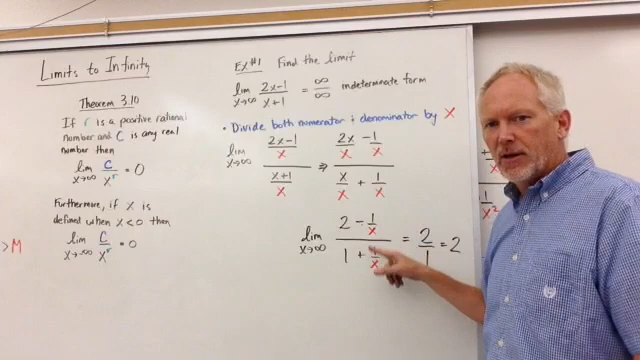 Limits to Infinity
Theorem 3.10
If r is a positive rational
number and C is any real
number then
lim x→∞ C/x^r = 0
Furthermore, if X is
defined when X < 0 then
lim x→-∞ C/x^r = 0
> M
Ex #1 Find the limit
lim x→∞ (2x-1)/(x+1) = ∞/∞ indeterminate form
• Divide both numerator + denominator by X
lim x→∞ ((2x-1)/x)/((x+1)/x) ⇒ (2x/x - 1/x)/(x/x + 1/x)
lim x→∞ (2 - 1/x)/(1 + 1/x) = 2/1 = 2
1/x²